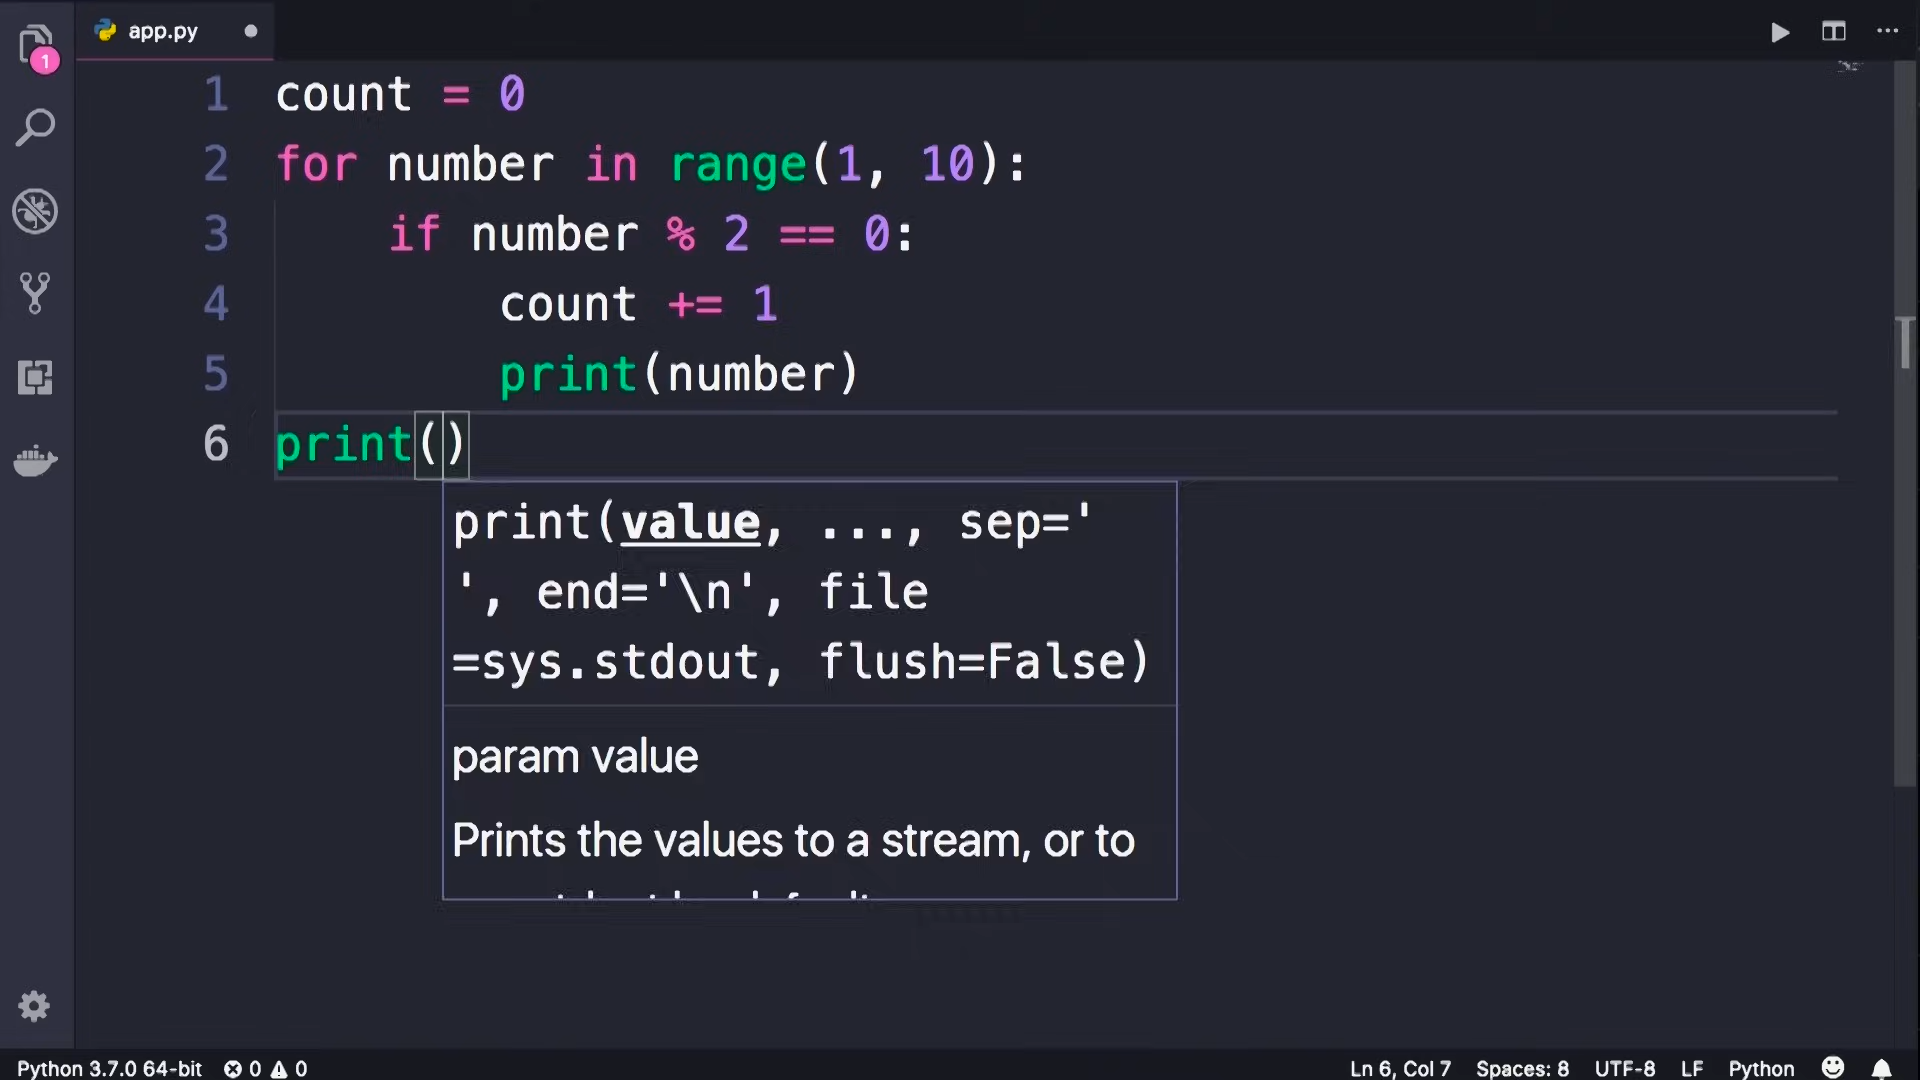 1
app.py
1 count = 0
2 for number in range(1, 10):
3     if number % 2 == 0:
4         count += 1
5         print(number)
6 print()
print(value, ..., sep='
', end='\n', file
=sys.stdout, flush=False)
param value
Prints the values to a stream, or to
Python 3.7.0 64-bit 0 0 Ln 6, Col 7 Spaces: 8 UTF-8 LF Python